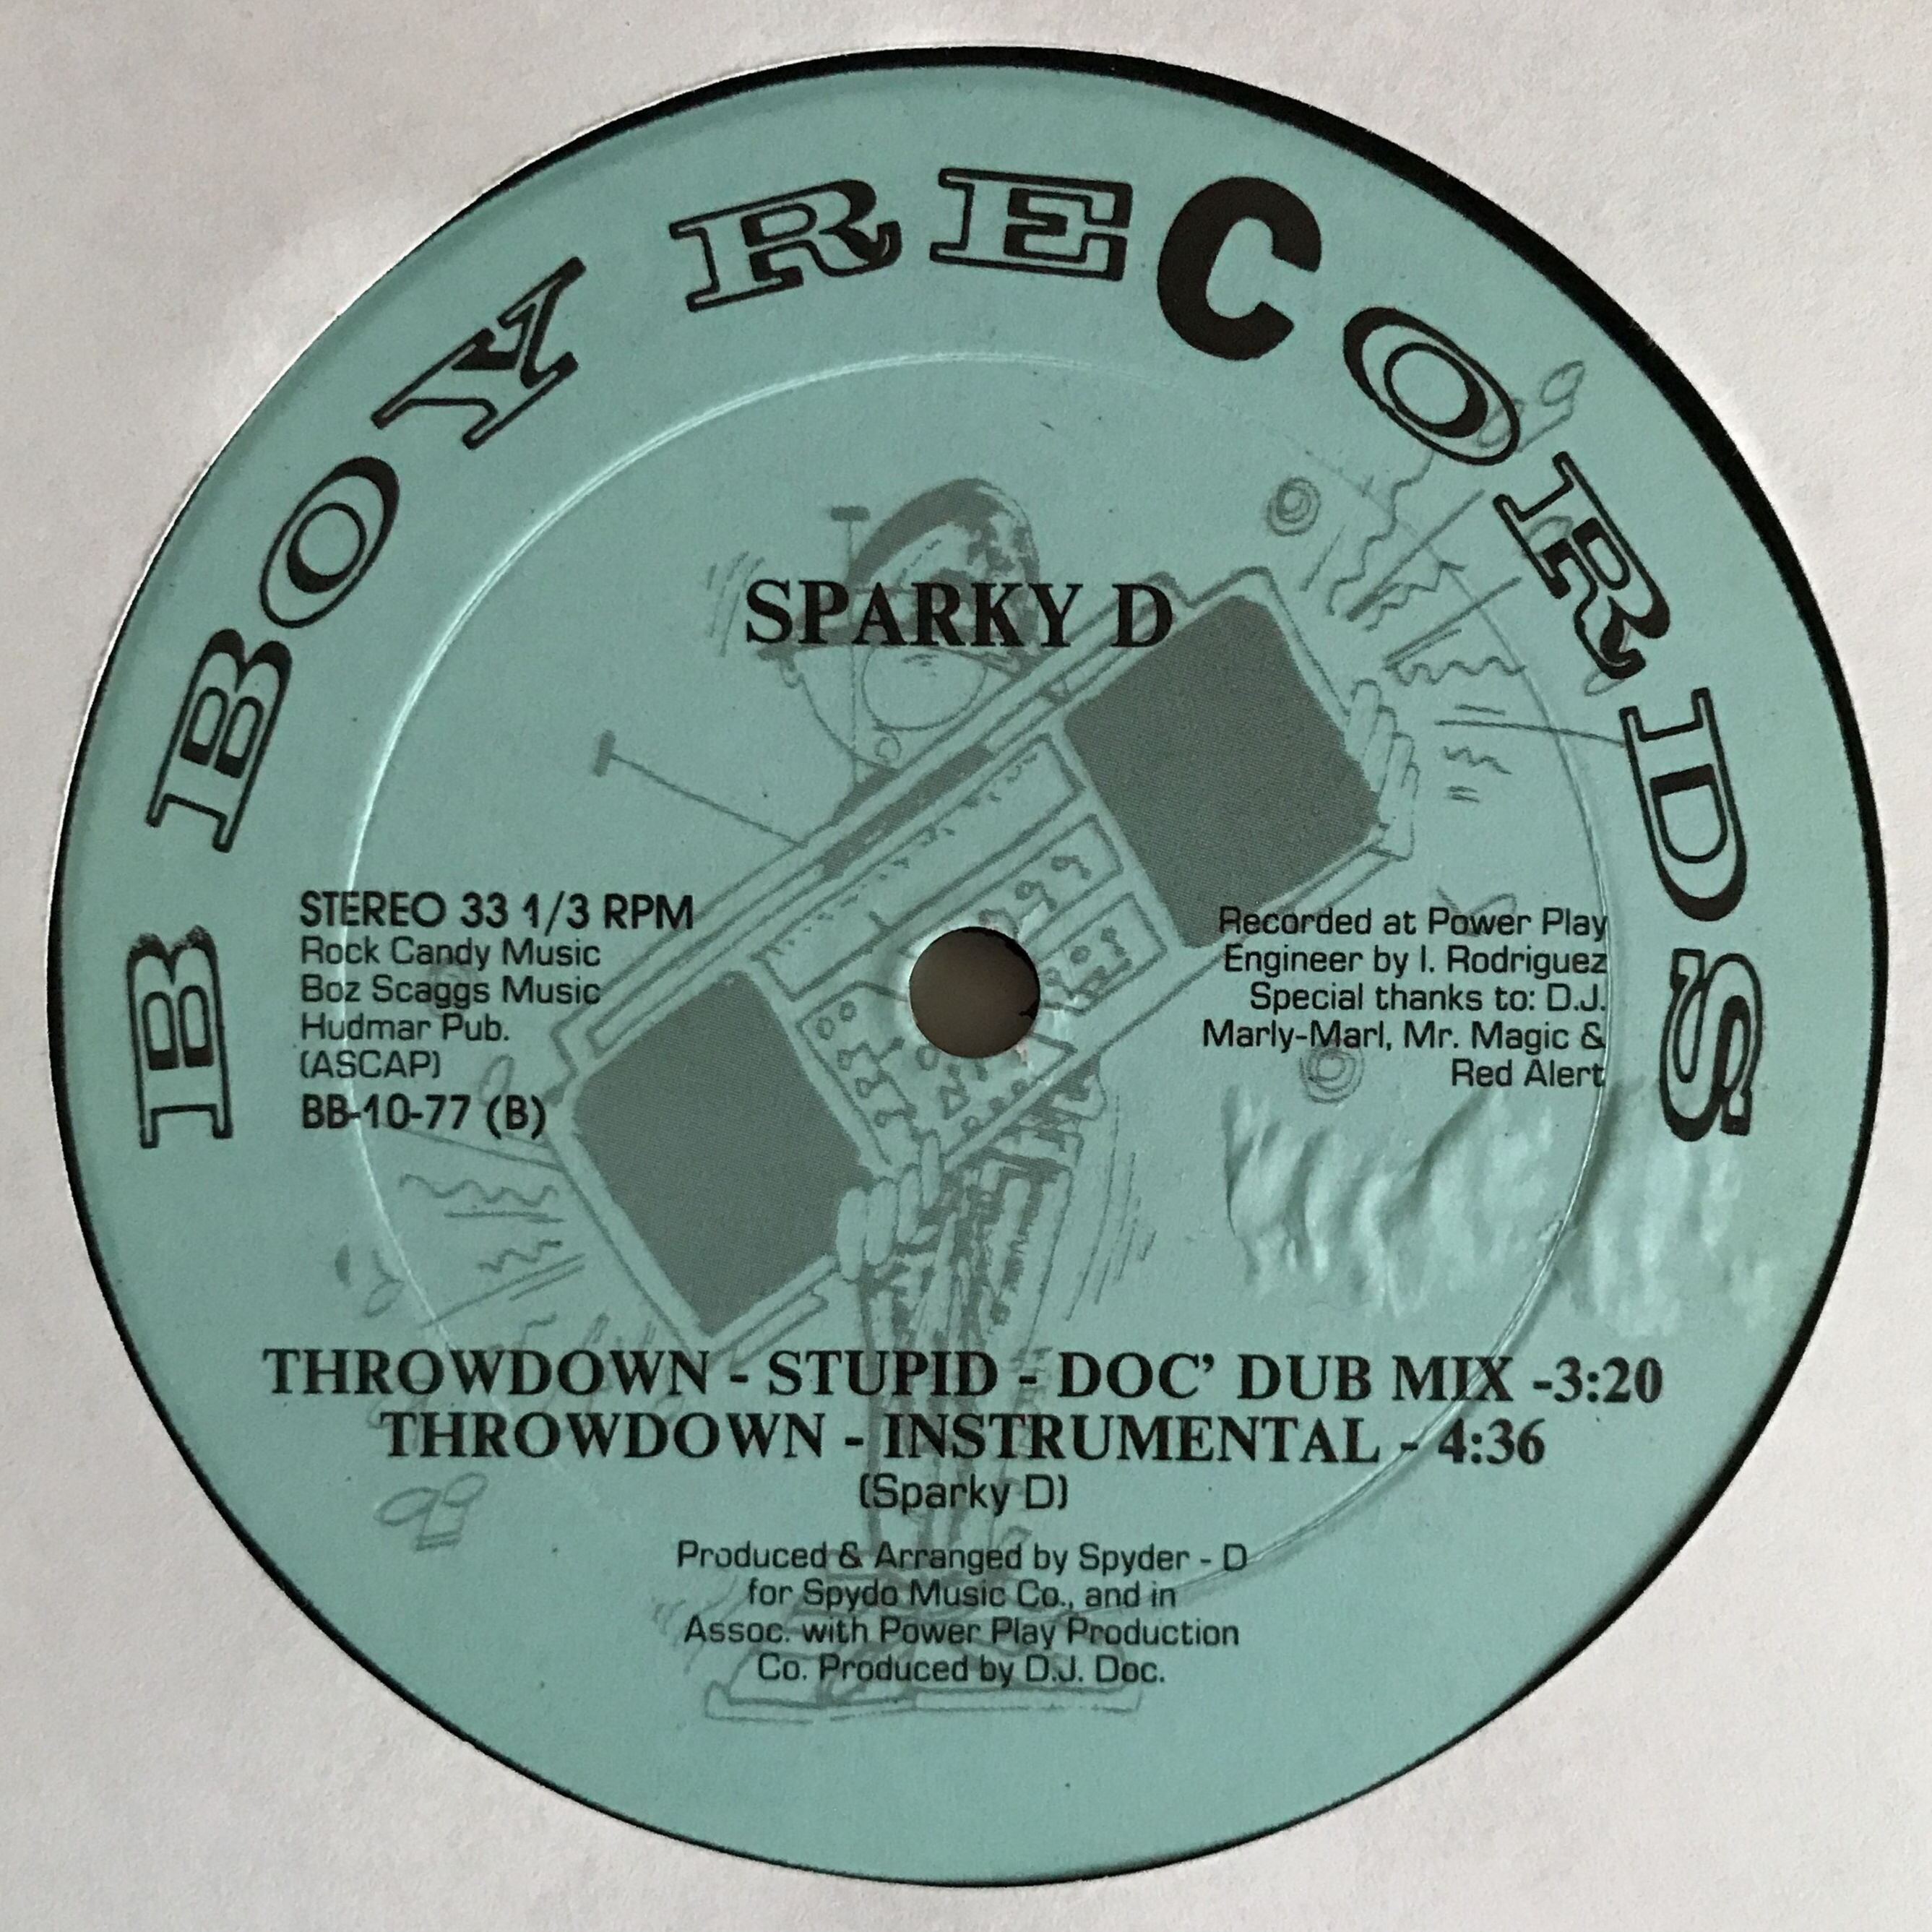 B BOY RECORDS
SPARKY D
STEREO 33 1/3 RPM
Rock Candy Music
Boz Scaggs Music
Hudmar Pub.
(ASCAP)
BB-10-77 (B)
Recorded at Power Play
Engineer by I. Rodriguez
Special thanks to: D.J.
Marly-Marl, Mr. Magic &
Red Alert
THROWDOWN - STUPID - DOC' DUB MIX -3:20
THROWDOWN - INSTRUMENTAL - 4:36
(Sparky D)
Produced & Arranged by Spyder - D
for Spydo Music Co., and in
Assoc. with Power Play Production
Co. Produced by D.J. Doc.